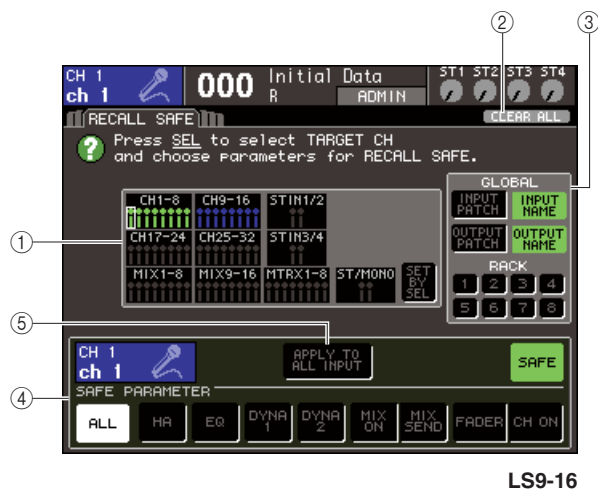 ② ③
CH 1
ch 1
000
Initial Data
R
ADMIN
ST1 ST2 ST3 ST4
RECALL SAFE
CLEAR ALL
?
Press SEL to select TARGET CH
and choose parameters for RECALL SAFE.
①
CH1-8 CH9-16 STIN1/2
CH17-24 CH25-32 STIN3/4
MIX1-8 MIX9-16 MTRX1-8 ST/MONO
SET
BY
SEL
GLOBAL
INPUT
PATCH
INPUT
NAME
OUTPUT
PATCH
OUTPUT
NAME
RACK
1 2 3 4
5 6 7 8
⑤
④
CH 1
ch 1
APPLY TO
ALL INPUT
SAFE
SAFE PARAMETER
ALL
HA
EQ
DYNA
1
DYNA
2
MIX
ON
MIX
SEND
FADER
CH ON
LS9-16